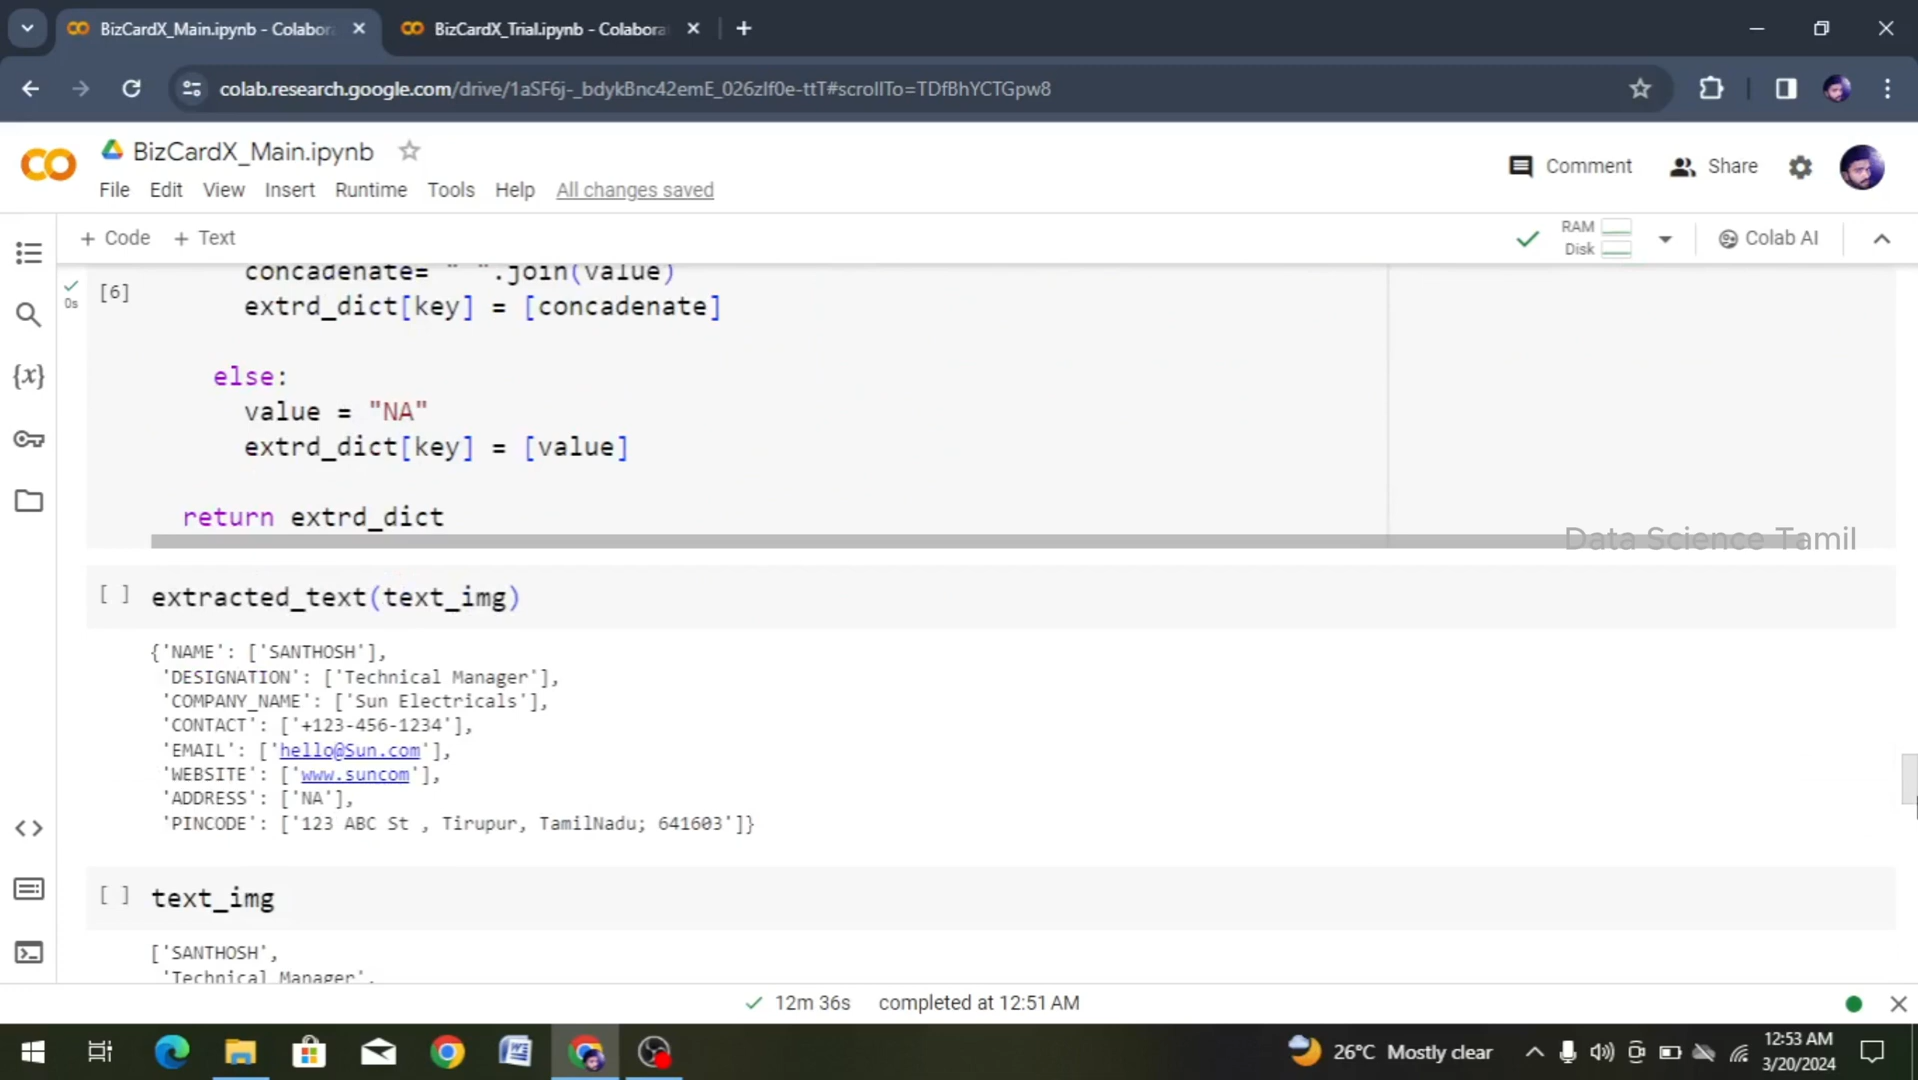 BizCardX_Main.ipynb - Colabora
BizCardX_Trial.ipynb - Colabora
colab.research.google.com/drive/1aSF6j-_bdykBnc42emE_026zIf0e-ttT#scrollTo=TDfBhYCTGpw8
BizCardX_Main.ipynb
Comment
Share
File Edit View Insert Runtime Tools Help All changes saved
+ Code + Text
RAM
Disk
Colab AI
concadenate= " ".join(value)
0s
[6]
extrd_dict[key] = [concadenate]
else:
value = "NA"
extrd_dict[key] = [value]
return extrd_dict
Data Science Tamil
[ ] extracted_text(text_img)
{'NAME': ['SANTHOSH'],
'DESIGNATION': ['Technical Manager'],
'COMPANY_NAME': ['Sun Electricals'],
'CONTACT': ['+123-456-1234'],
'EMAIL': ['hello@Sun.com'],
'WEBSITE': ['www.suncom'],
'ADDRESS': ['NA'],
'PINCODE': ['123 ABC St , Tirupur, TamilNadu; 641603']}
[ ] text_img
['SANTHOSH',
'Technical Manager',
12m 36s completed at 12:51 AM
26°C Mostly clear
12:53 AM
3/20/2024